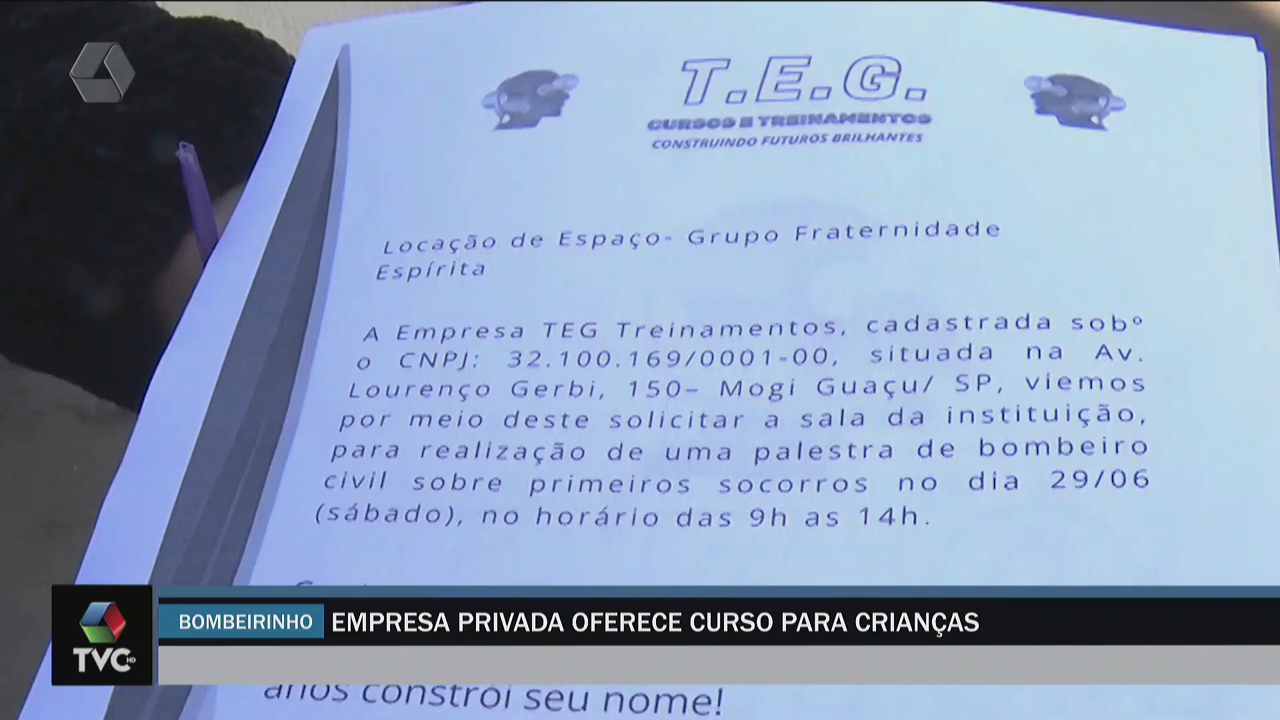 T.E.G.
CURSOS E TREINAMENTOS
CONSTRUINDO FUTUROS BRILHANTES
Locação de Espaço- Grupo Fraternidade
Espírita
A Empresa TEG Treinamentos, cadastrada sobº
o CNPJ: 32.100.169/0001-00, situada na Av.
Lourenço Gerbi, 150– Mogi Guaçu/ SP, viemos
por meio deste solicitar a sala da instituição,
para realização de uma palestra de bombeiro
civil sobre primeiros socorros no dia 29/06
(sábado), no horário das 9h as 14h.
BOMBEIRINHO EMPRESA PRIVADA OFERECE CURSO PARA CRIANÇAS
TVC HD
anos constrói seu nome!